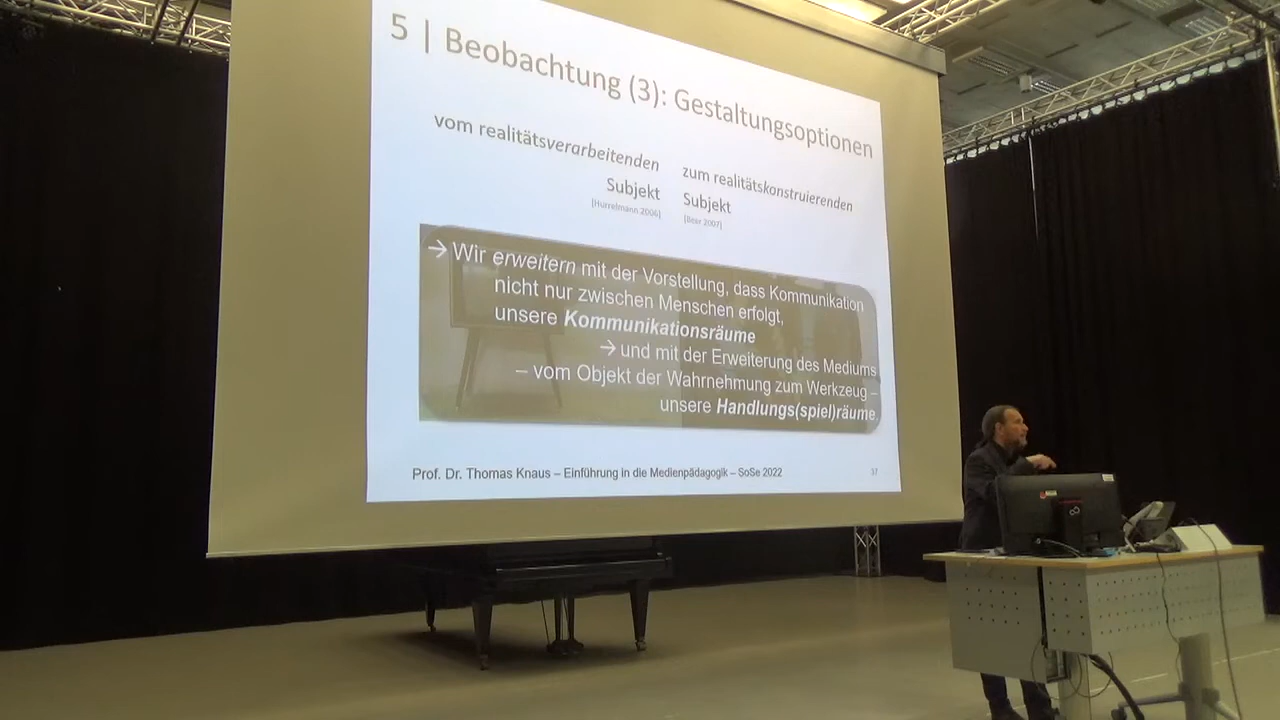 5 | Beobachtung (3): Gestaltungsoptionen
vom realitätsverarbeitenden
Subjekt
[Hurrelmann 2006]
zum realitätskonstruierenden
Subjekt
[Beer 2007]
→ Wir erweitern mit der Vorstellung, dass Kommunikation
nicht nur zwischen Menschen erfolgt,
unsere Kommunikationsräume
→ und mit der Erweiterung des Mediums
– vom Objekt der Wahrnehmung zum Werkzeug –
unsere Handlungs(spiel)räume.
Prof. Dr. Thomas Knaus – Einführung in die Medienpädagogik – SoSe 2022
37